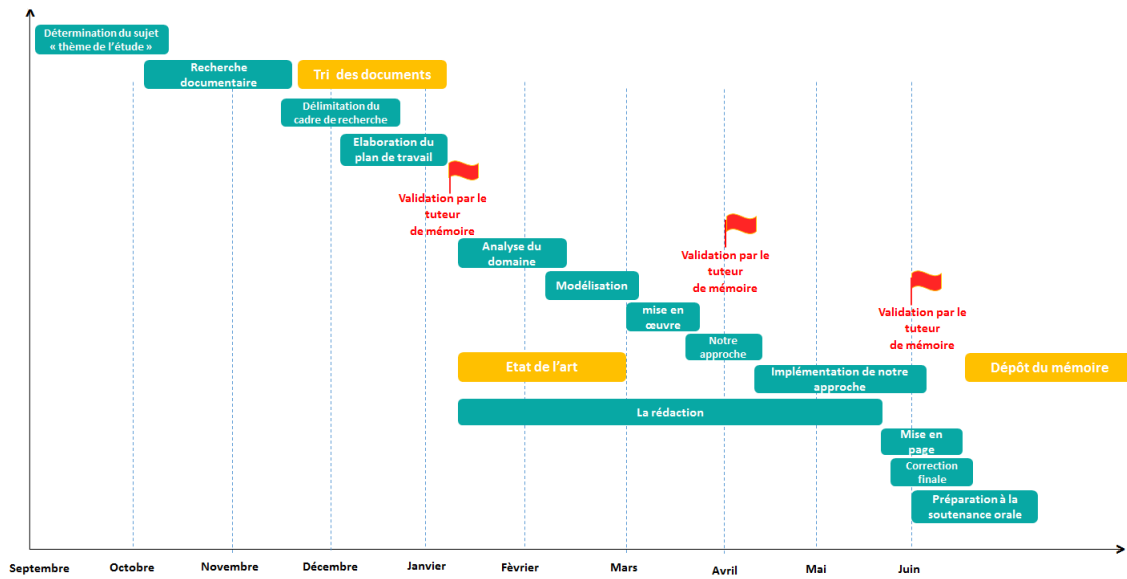 Détermination du sujet
« thème de l'étude »
Recherche
documentaire
Tri des documents
Délimitation du
cadre de recherche
Elaboration du
plan de travail
Validation par le
tuteur
de mémoire
Analyse du
domaine
Validation par le
tuteur
de mémoire
Modélisation
mise en
œuvre
Validation par le
tuteur
de mémoire
Notre
approche
Etat de l'art
Implémentation de notre
approche
Dépôt du mémoire
La rédaction
Mise en
page
Correction
finale
Préparation à la
soutenance orale
Septembre
Octobre
Novembre
Décembre
Janvier
Fèvrier
Mars
Avril
Mai
Juin